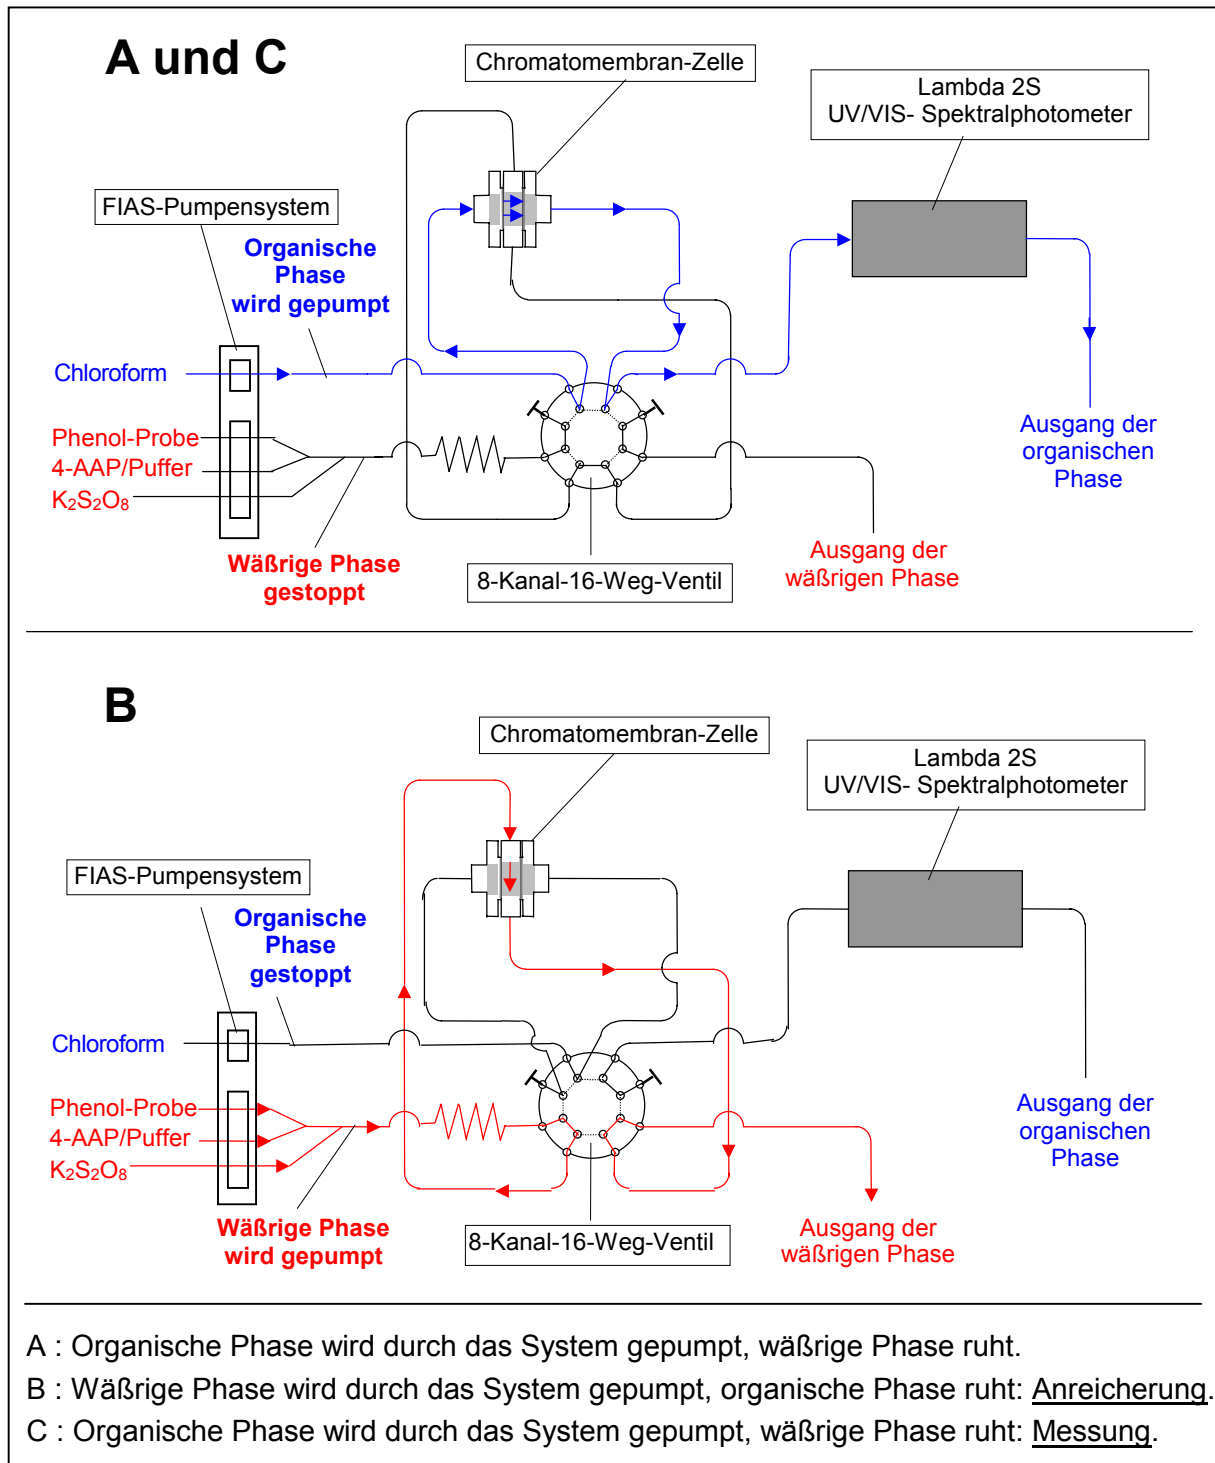 A und C
Chromatomembran-Zelle
Lambda 2S
UV/VIS- Spektralphotometer
FIAS-Pumpensystem
Organische
Phase
wird gepumpt
Chloroform
Phenol-Probe
4-AAP/Puffer
K₂S₂O₈
Wäßrige Phase
gestoppt
8-Kanal-16-Weg-Ventil
Ausgang der
wäßrigen Phase
Ausgang der
organischen
Phase
B
Chromatomembran-Zelle
Lambda 2S
UV/VIS- Spektralphotometer
FIAS-Pumpensystem
Organische
Phase
gestoppt
Chloroform
Phenol-Probe
4-AAP/Puffer
K₂S₂O₈
Wäßrige Phase
wird gepumpt
8-Kanal-16-Weg-Ventil
Ausgang der
wäßrigen Phase
Ausgang der
organischen
Phase
A : Organische Phase wird durch das System gepumpt, wäßrige Phase ruht.
B : Wäßrige Phase wird durch das System gepumpt, organische Phase ruht: Anreicherung.
C : Organische Phase wird durch das System gepumpt, wäßrige Phase ruht: Messung.